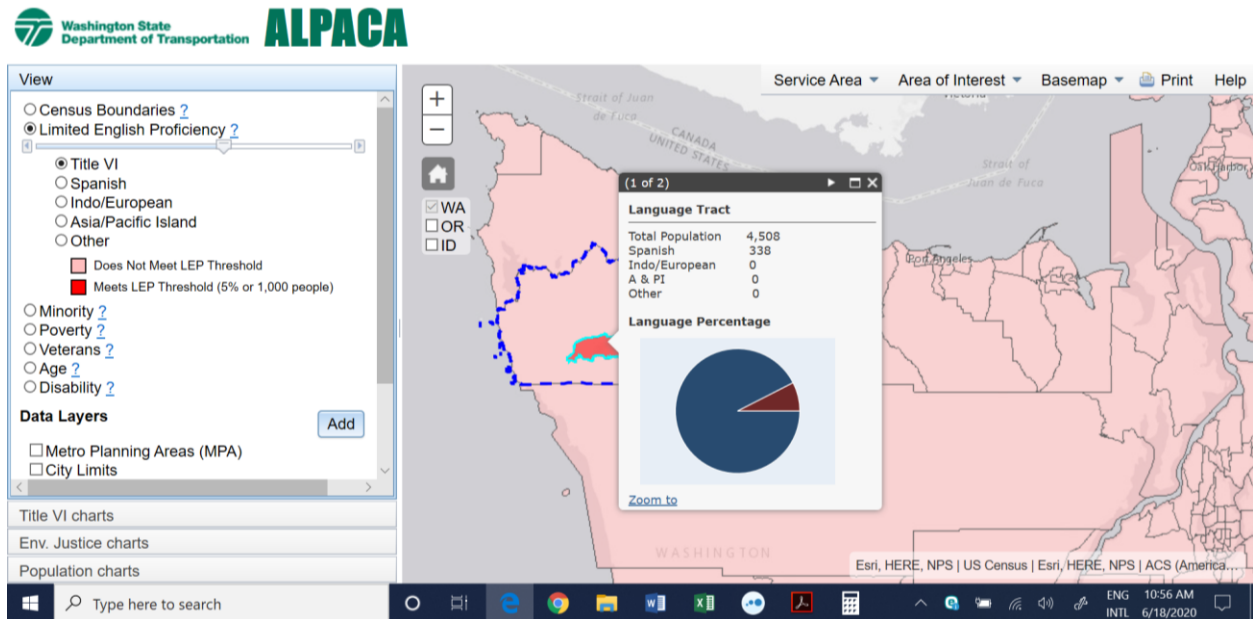 Washington State
Department of Transportation
ALPACA
View
Census Boundaries ?
Limited English Proficiency ?
Title VI
Spanish
Indo/European
Asia/Pacific Island
Other
Does Not Meet LEP Threshold
Meets LEP Threshold (5% or 1,000 people)
Minority ?
Poverty ?
Veterans ?
Age ?
Disability ?
Data Layers
Add
Metro Planning Areas (MPA)
City Limits
Title VI charts
Env. Justice charts
Population charts
Service Area
Area of Interest
Basemap
Print
Help
+
−
WA
OR
ID
Strait of Juan
de Fuca
CANADA
UNITED STATES
Victoria
Strait of
Juan de Fuca
Oak Harbor
Port Angeles
(1 of 2)
Language Tract
Total Population 4,508
Spanish 338
Indo/European 0
A & PI 0
Other 0
Language Percentage
Zoom to
WASHINGTON
Esri, HERE, NPS | US Census | Esri, HERE, NPS | ACS (America...
Type here to search
ENG
INTL
10:56 AM
6/18/2020